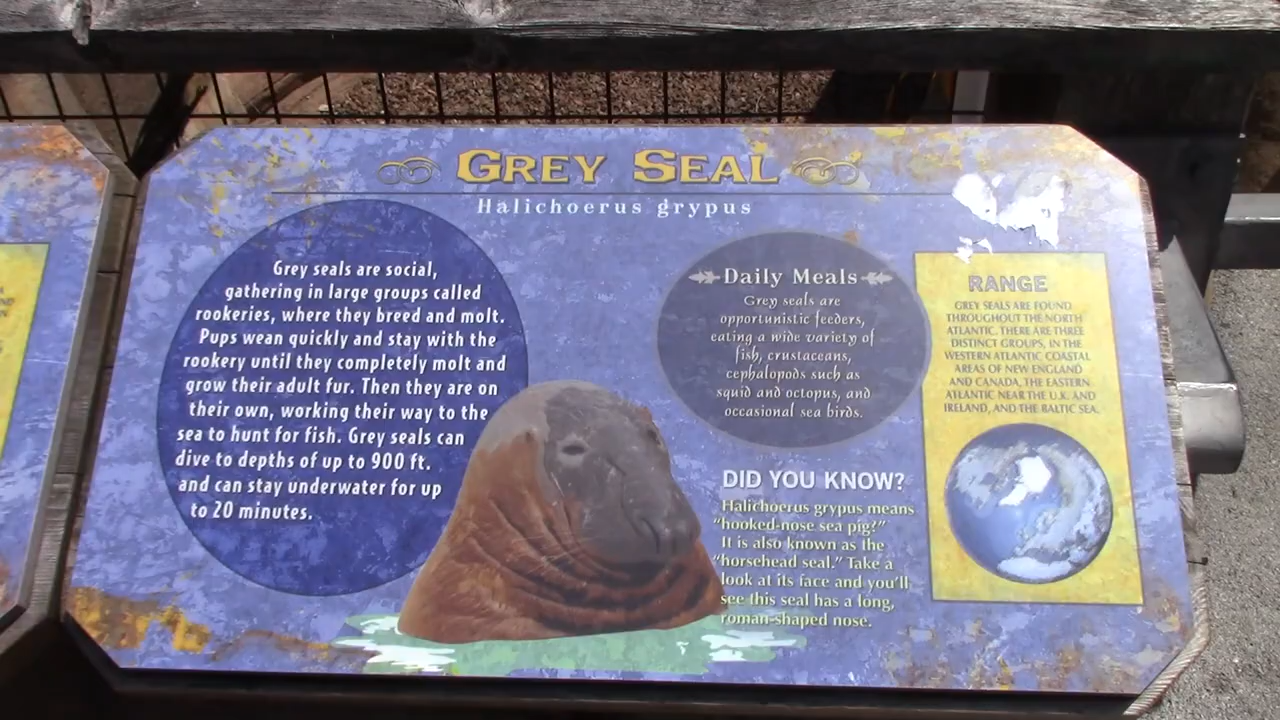 GREY SEAL
Halichoerus grypus
Grey seals are social,
gathering in large groups called
rookeries, where they breed and molt.
Pups wean quickly and stay with the
rookery until they completely molt and
grow their adult fur. Then they are on
their own, working their way to the
sea to hunt for fish. Grey seals can
dive to depths of up to 900 ft.
and can stay underwater for up
to 20 minutes.
Daily Meals
Grey seals are
opportunistic feeders,
eating a wide variety of
fish, crustaceans,
cephalopods such as
squid and octopus, and
occasional sea birds.
DID YOU KNOW?
Halichoerus grypus means
"hooked-nose sea pig?"
It is also known as the
"horsehead seal." Take a
look at its face and you'll
see this seal has a long,
roman-shaped nose.
RANGE
GREY SEALS ARE FOUND
THROUGHOUT THE NORTH
ATLANTIC. THERE ARE THREE
DISTINCT GROUPS, IN THE
WESTERN ATLANTIC COASTAL
AREAS OF NEW ENGLAND
AND CANADA, THE EASTERN
ATLANTIC NEAR THE U.K. AND
IRELAND, AND THE BALTIC SEA.